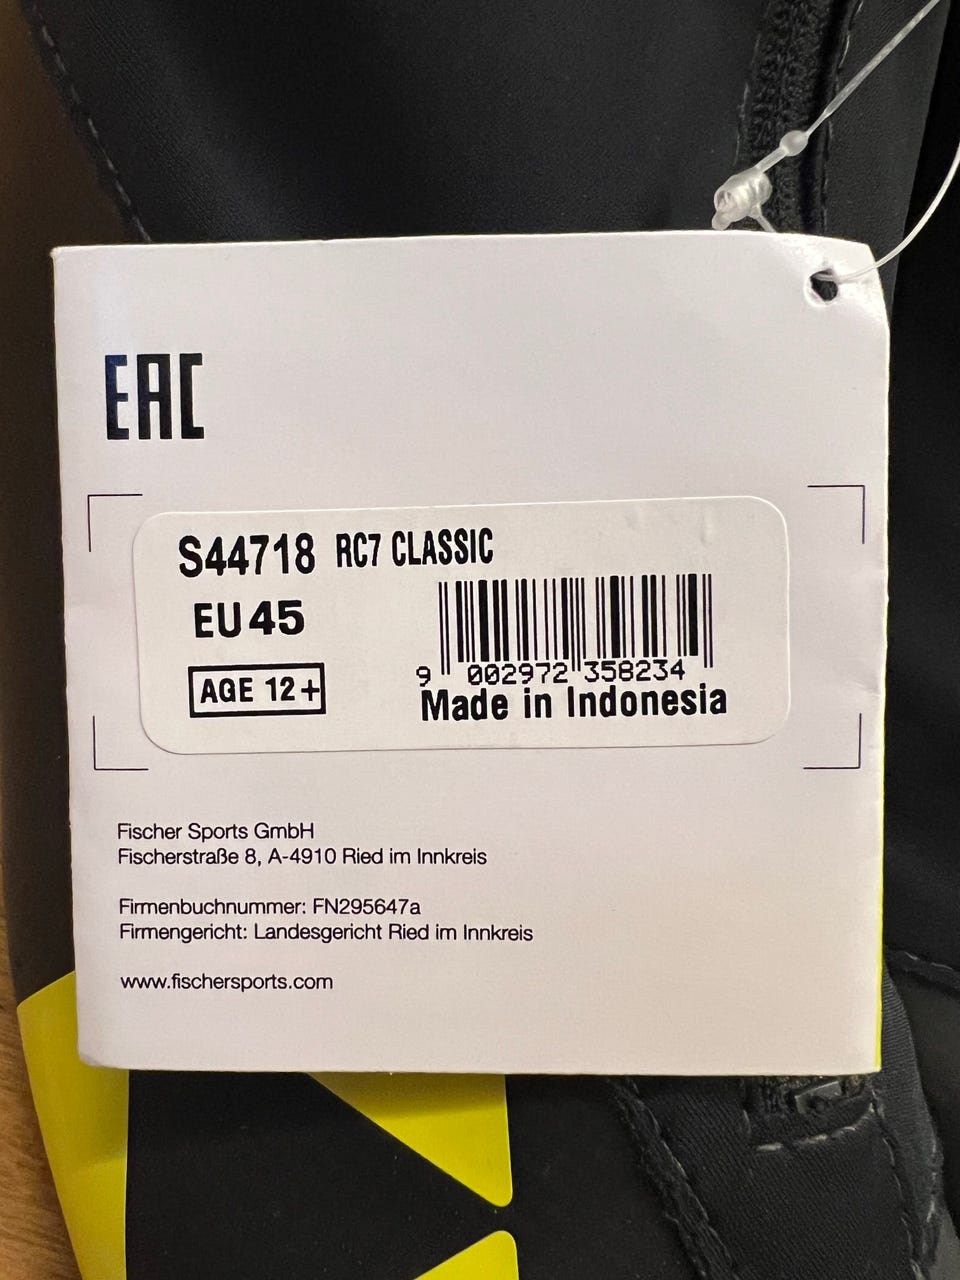 EAC
S44718 RC7 CLASSIC
EU 45
AGE 12+
9 002972 358234
Made in Indonesia
Fischer Sports GmbH
Fischerstraße 8, A-4910 Ried im Innkreis
Firmenbuchnummer: FN295647a
Firmengericht: Landesgericht Ried im Innkreis
www.fischersports.com